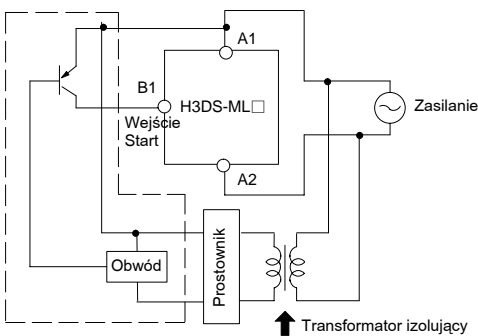 A1
B1
H3DS-ML□
Zasilanie
Wejście
Start
A2
Obwód
Prostownik
Transformator izolujący